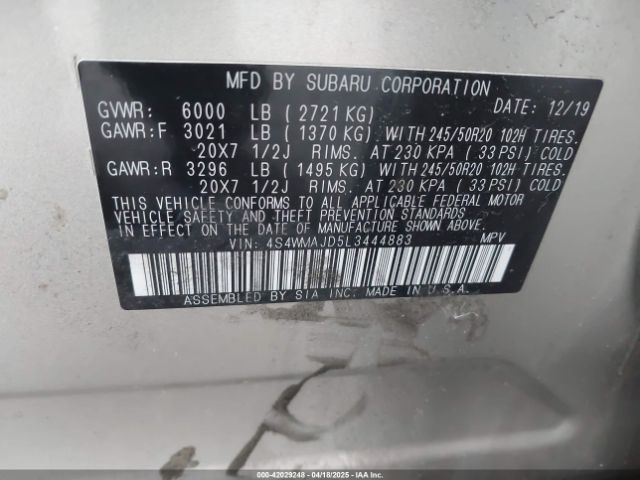 MFD BY SUBARU CORPORATION
GVWR: 6000 LB ( 2721 KG) DATE: 12/19
GAWR:F 3021 LB ( 1370 KG) WITH 245/50R20 102H TIRES.
20X7 1/2J RIMS. AT 230 KPA ( 33 PSI) COLD
GAWR:R 3296 LB ( 1495 KG) WITH 245/50R20 102H TIRES.
20X7 1/2J RIMS. AT 230 KPA ( 33 PSI) COLD
THIS VEHICLE CONFORMS TO ALL APPLICABLE FEDERAL MOTOR
VEHICLE SAFETY AND THEFT PREVENTION STANDARDS
IN EFFECT ON THE DATE OF MANUFACTURE SHOWN ABOVE.
VIN: 4S4WMAJD5L3444883 MPV
ASSEMBLED BY SIA INC. MADE IN U.S.A.
000-42029248 - 04/18/2025 - IAAI.COM